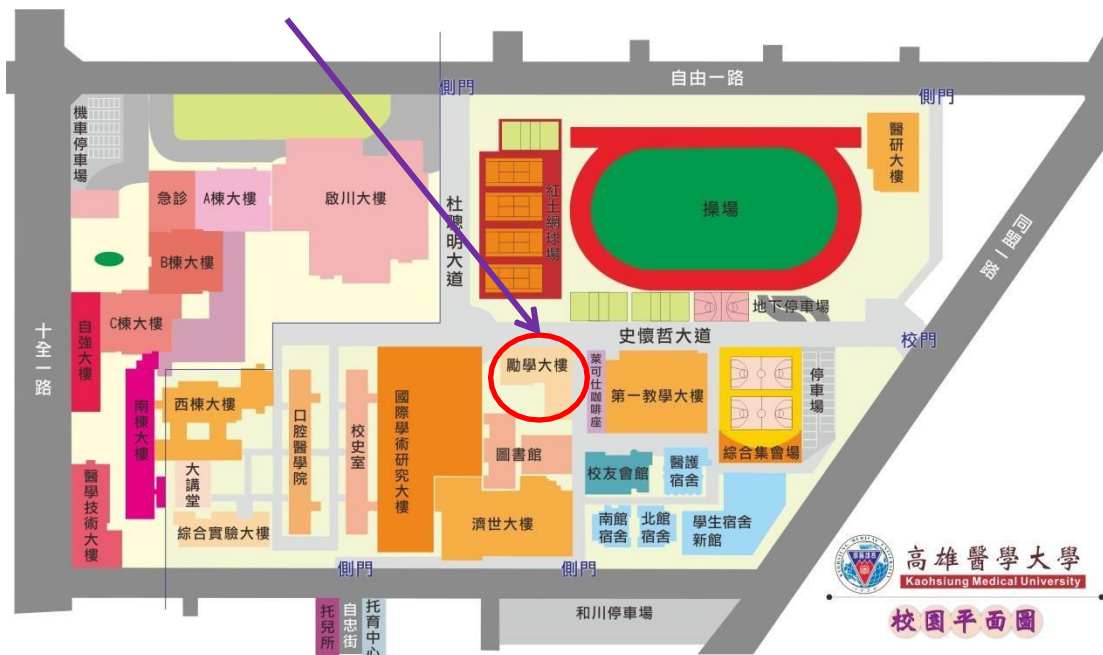 自由一路
側門
側門
機車停車場
醫研大樓
急診
A棟大樓
啟川大樓
杜聰明大道
紅土網球場
操場
同盟一路
B棟大樓
地下停車場
十全一路
自強大樓
C棟大樓
史懷哲大道
校門
勵學大樓
萊可仕咖啡座
第一教學大樓
停車場
南棟大樓
西棟大樓
口腔醫學院
校史室
國際學術研究大樓
圖書館
綜合集會場
醫學技術大樓
大講堂
校友會館
醫護
宿舍
綜合實驗大樓
濟世大樓
南館
宿舍
北館
宿舍
學生宿舍
新館
側門
側門
托兒所
自忠街
托育中心
和川停車場
高雄醫學大學
Kaohsiung Medical University
校園平面圖